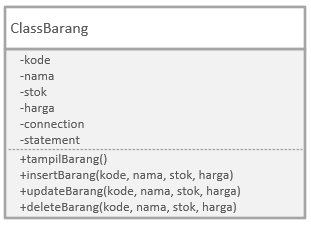 ClassBarang
-kode
-nama
-stok
-harga
-connection
-statement
+tampilBarang()
+insertBarang(kode, nama, stok, harga)
+updateBarang(kode, nama, stok, harga)
+deleteBarang(kode, nama, stok, harga)